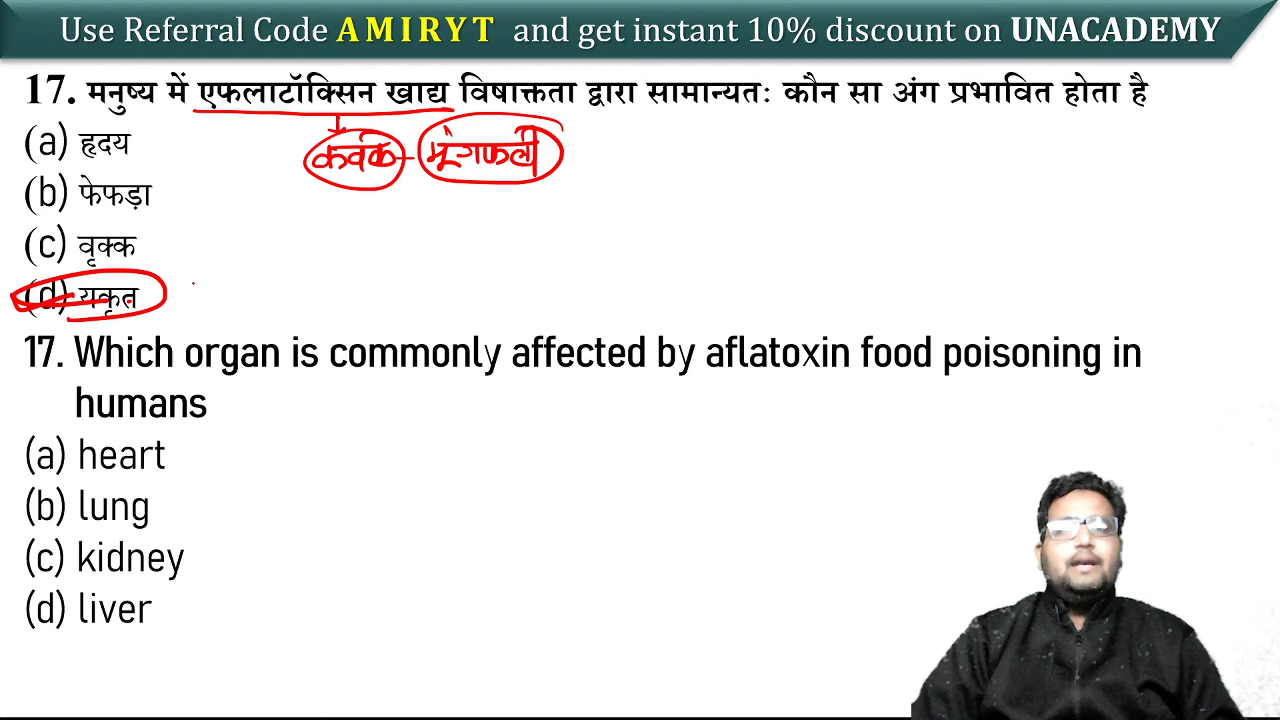 Use Referral Code AMIRYT and get instant 10% discount on UNACADEMY
17. मनुष्य में एफलाटॉक्सिन खाद्य विषाक्तता द्वारा सामान्यतः कौन सा अंग प्रभावित होता है
कवक - मूंगफली
(a) हृदय
(b) फेफड़ा
(c) वृक्क
(d) यकृत
17. Which organ is commonly affected by aflatoxin food poisoning in
humans
(a) heart
(b) lung
(c) kidney
(d) liver